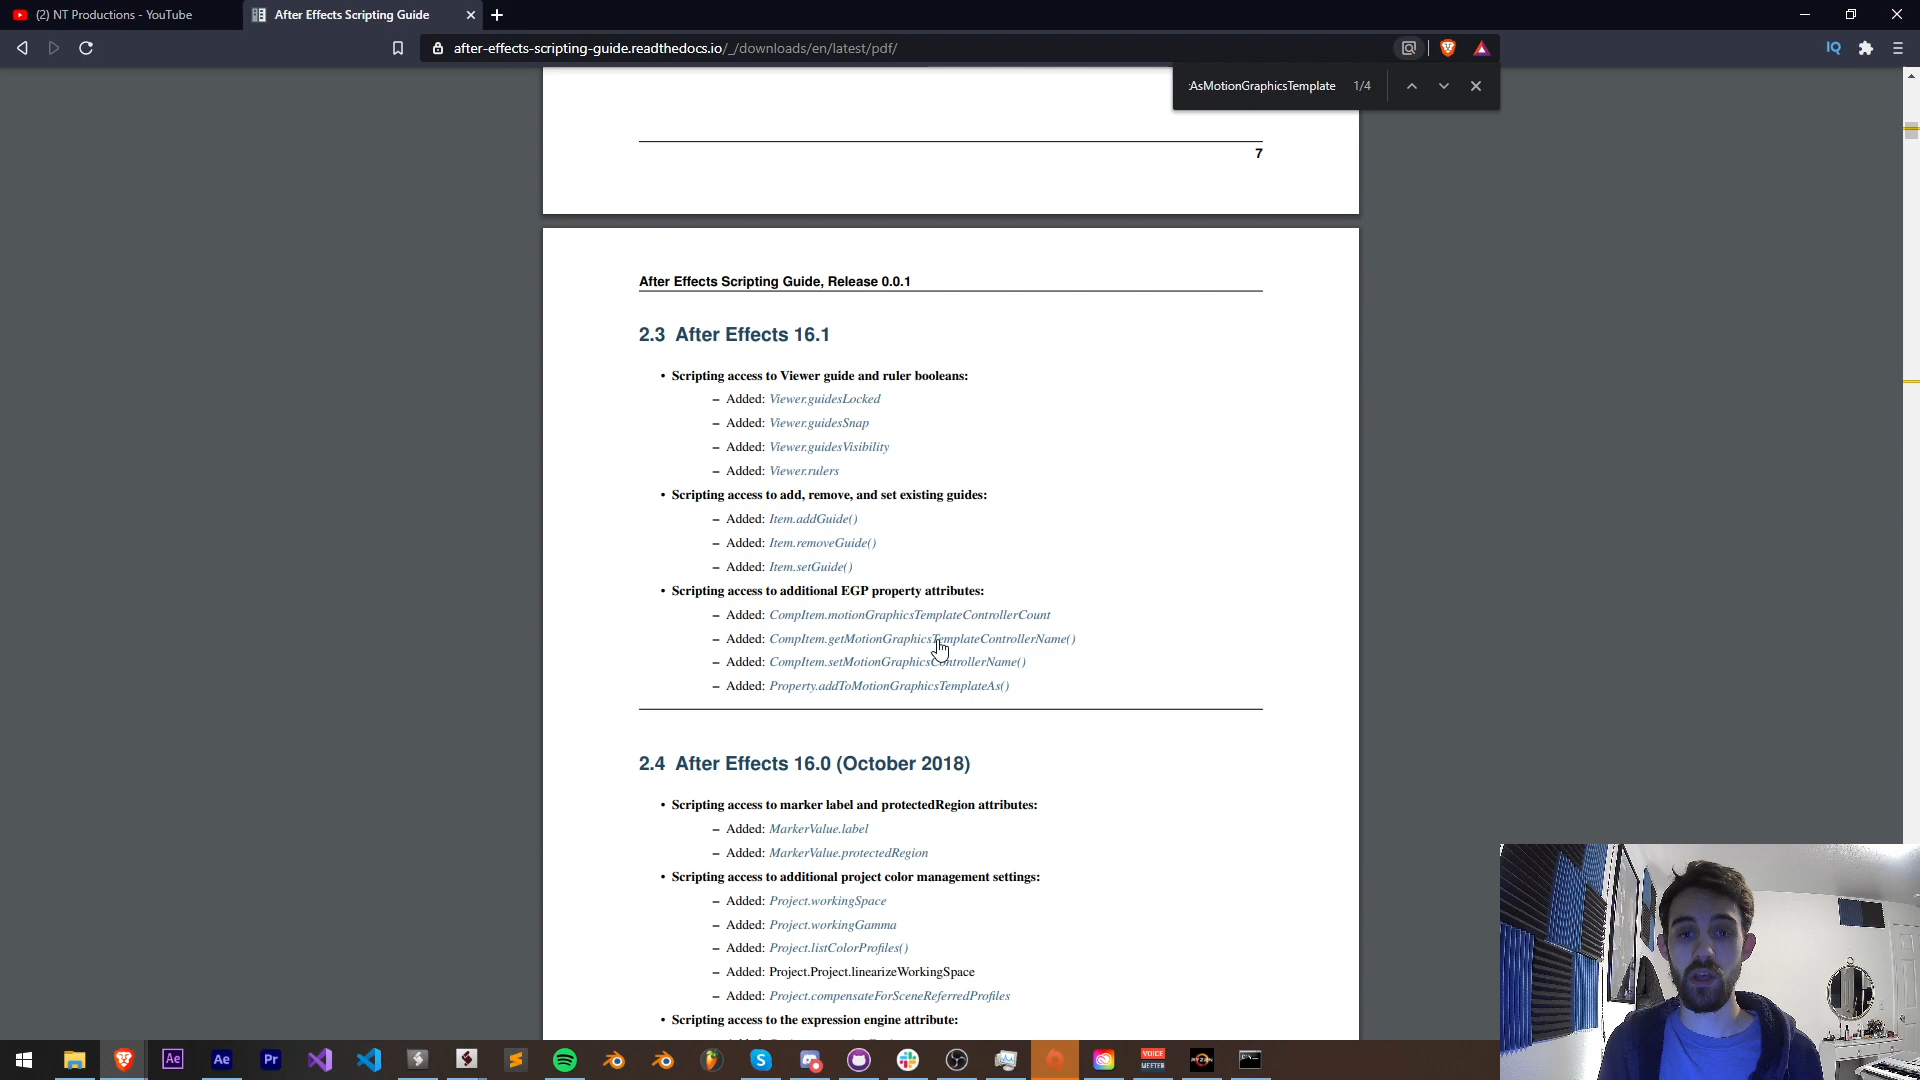 (2) NT Productions - YouTube
After Effects Scripting Guide
after-effects-scripting-guide.readthedocs.io/_/downloads/en/latest/pdf/
IQ
:AsMotionGraphicsTemplate 1/4
7
After Effects Scripting Guide, Release 0.0.1
2.3 After Effects 16.1
• Scripting access to Viewer guide and ruler booleans:
– Added: Viewer.guidesLocked
– Added: Viewer.guidesSnap
– Added: Viewer.guidesVisibility
– Added: Viewer.rulers
• Scripting access to add, remove, and set existing guides:
– Added: Item.addGuide()
– Added: Item.removeGuide()
– Added: Item.setGuide()
• Scripting access to additional EGP property attributes:
– Added: CompItem.motionGraphicsTemplateControllerCount
– Added: CompItem.getMotionGraphicsTemplateControllerName()
– Added: CompItem.setMotionGraphicsControllerName()
– Added: Property.addToMotionGraphicsTemplateAs()
2.4 After Effects 16.0 (October 2018)
• Scripting access to marker label and protectedRegion attributes:
– Added: MarkerValue.label
– Added: MarkerValue.protectedRegion
• Scripting access to additional project color management settings:
– Added: Project.workingSpace
– Added: Project.workingGamma
– Added: Project.listColorProfiles()
– Added: Project.Project.linearizeWorkingSpace
– Added: Project.compensateForSceneReferredProfiles
• Scripting access to the expression engine attribute:
Ae Ae Pr VOICE MEETER RYZEN